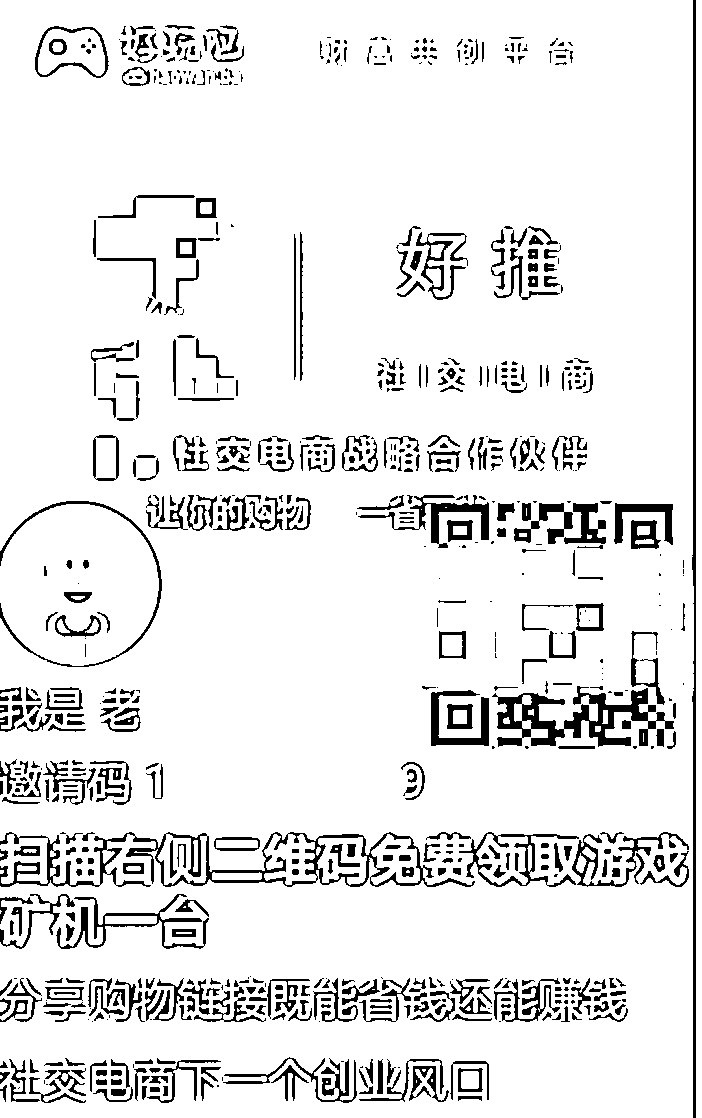 好玩吧 财富共创平台
haowanba
好推
社交电商
社交电商战略合作伙伴
让你的购物 一省
我是 老
邀请码 1 9
扫描右侧二维码免费领取游戏
矿机一台
分享购物链接既能省钱还能赚钱
社交电商下一个创业风口